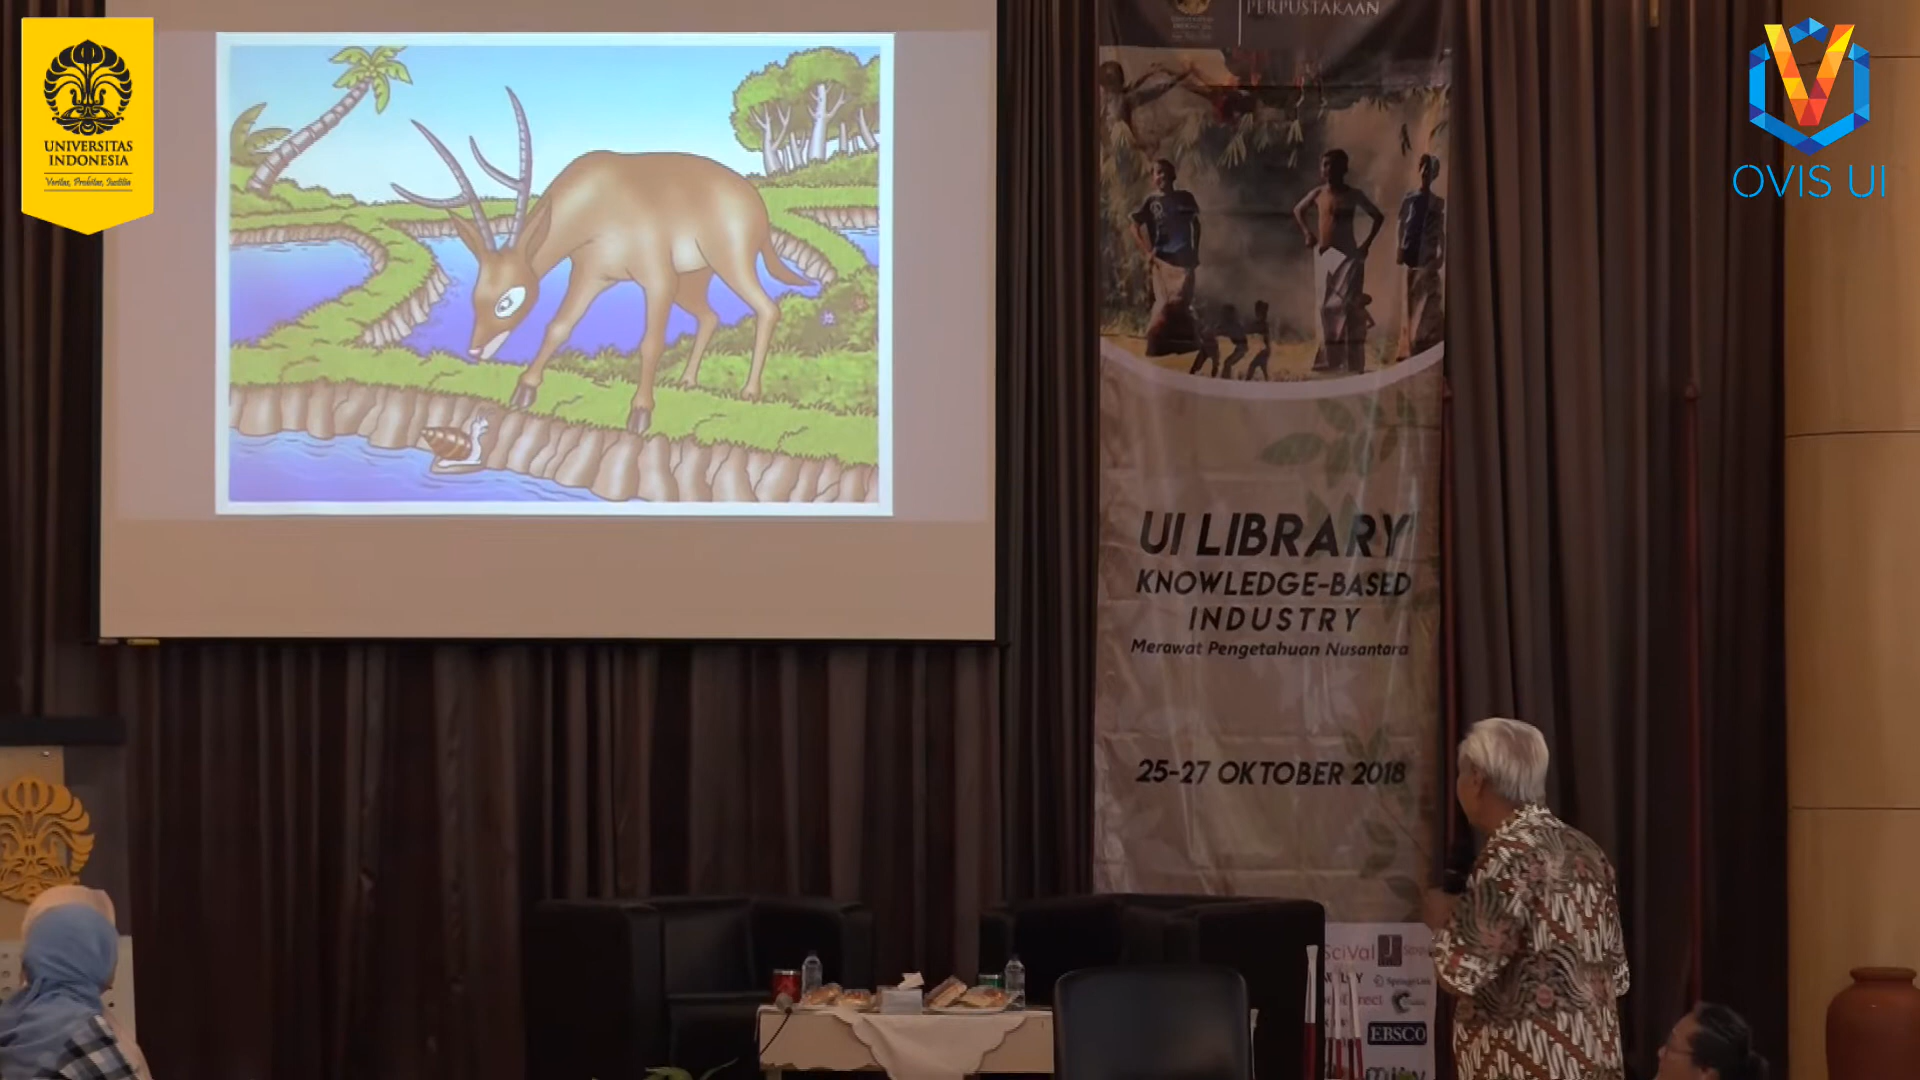 UNIVERSITAS
INDONESIA
Veritas, Probitas, Iustitia
PERPUSTAKAAN
OVIS UI
UI LIBRARY
KNOWLEDGE-BASED
INDUSTRY
Merawat Pengetahuan Nusantara
25-27 OKTOBER 2018
SciVal
SpringerLink
EBSCO